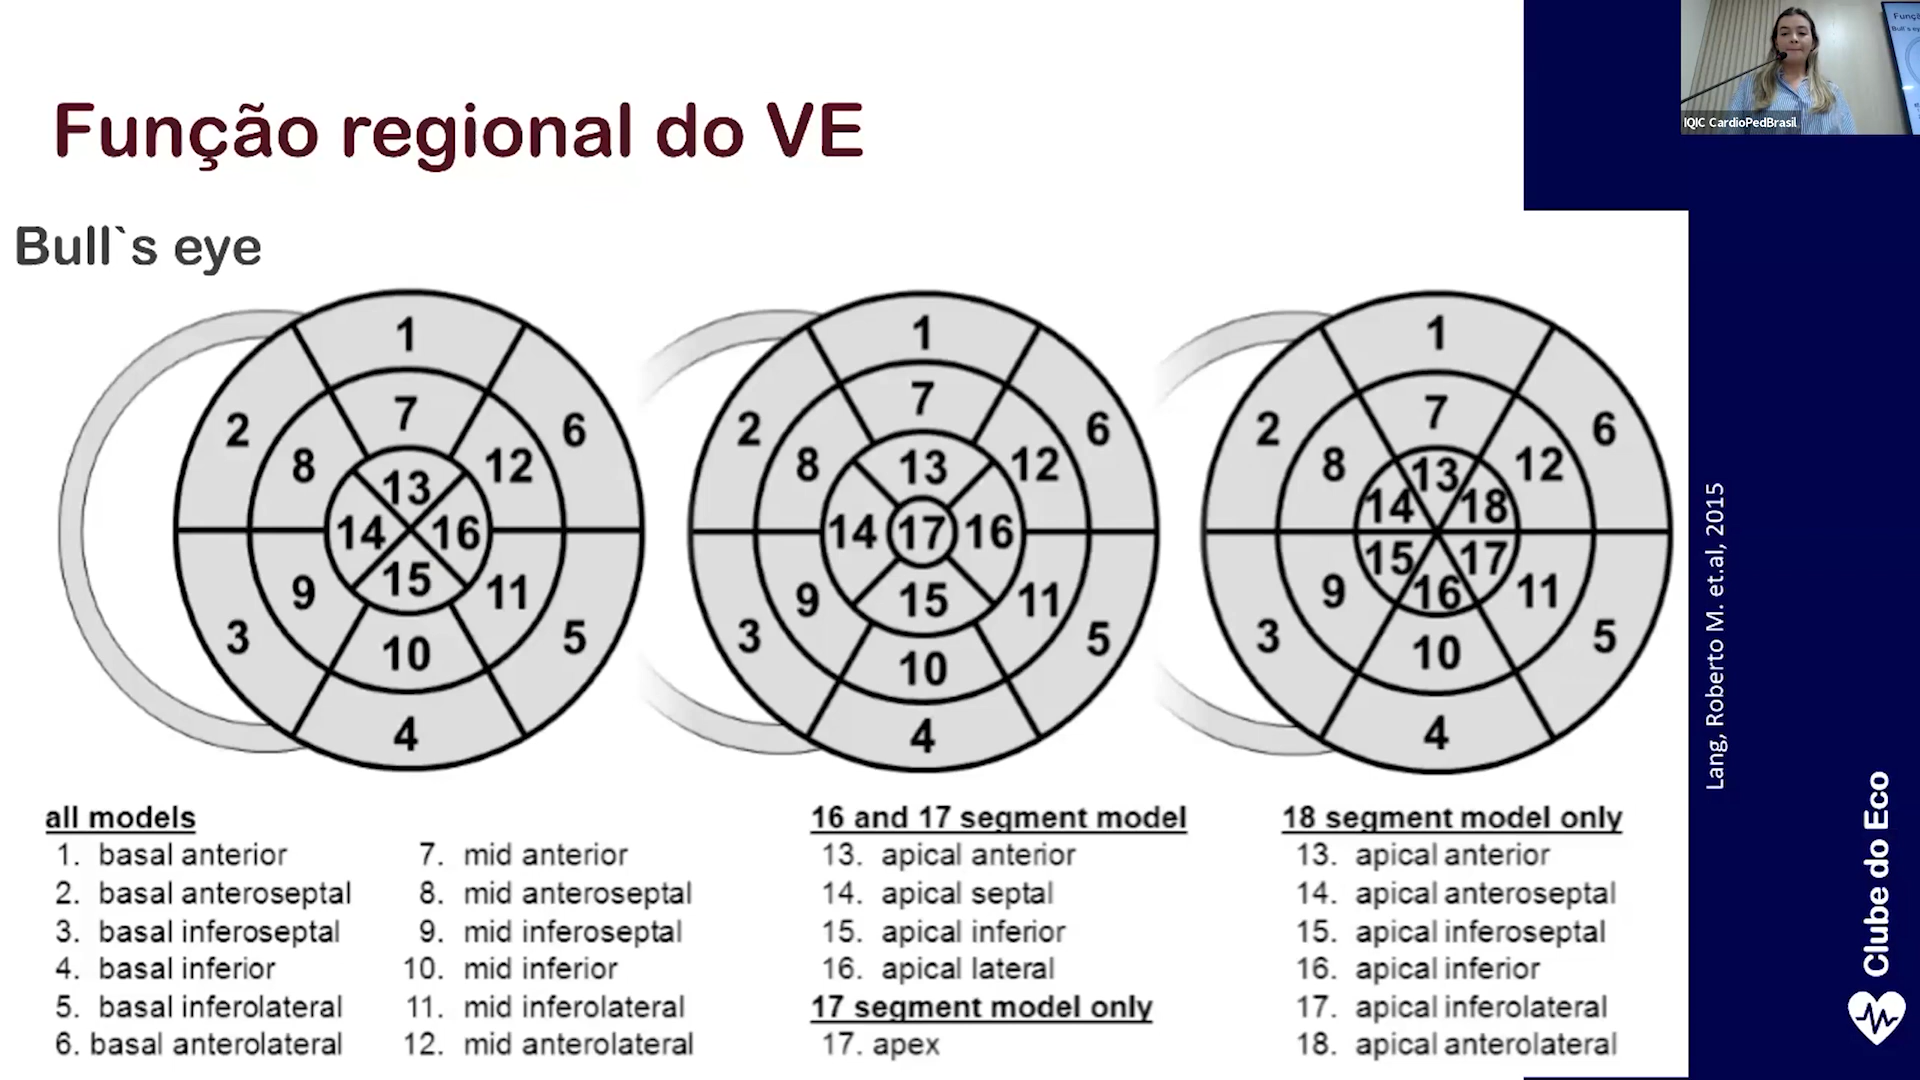 Função regional do VE
Bull`s eye
IQIC CardioPedBrasil
1
2
6
7
8
12
13
14
16
15
9
11
10
3
5
4
1
2
6
7
8
12
13
14
17
16
15
9
11
10
3
5
4
1
2
6
7
8
12
13
14
18
15
17
16
9
11
10
3
5
4
all models
1. basal anterior
2. basal anteroseptal
3. basal inferoseptal
4. basal inferior
5. basal inferolateral
6. basal anterolateral
7. mid anterior
8. mid anteroseptal
9. mid inferoseptal
10. mid inferior
11. mid inferolateral
12. mid anterolateral
16 and 17 segment model
13. apical anterior
14. apical septal
15. apical inferior
16. apical lateral
17 segment model only
17. apex
18 segment model only
13. apical anterior
14. apical anteroseptal
15. apical inferoseptal
16. apical inferior
17. apical inferolateral
18. apical anterolateral
Lang, Roberto M. et.al, 2015
Clube do Eco